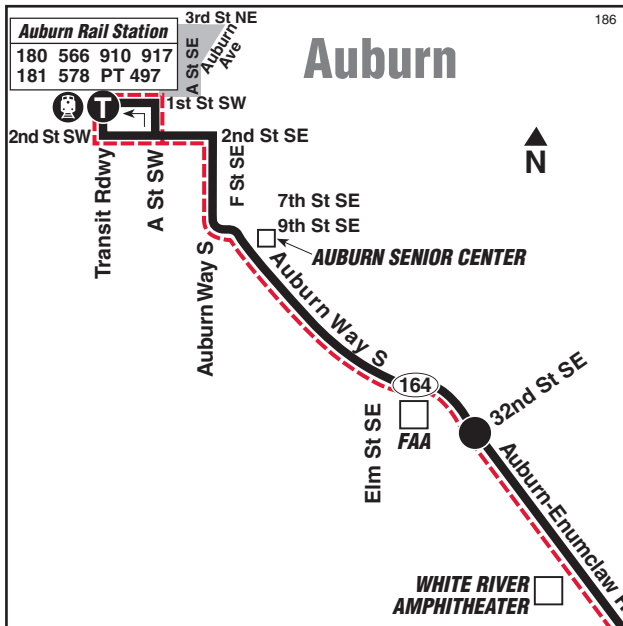 186
Auburn Rail Station
180 566 910 917
181 578 PT 497
3rd St NE
A St SE
Auburn
Ave
Auburn
T
1st St SW
2nd St SW
2nd St SE
N
Transit Rdwy
A St SW
F St SE
7th St SE
9th St SE
AUBURN SENIOR CENTER
Auburn Way S
Auburn Way S
164
32nd St SE
Elm St SE
FAA
Auburn-Enumclaw
WHITE RIVER
AMPHITHEATER